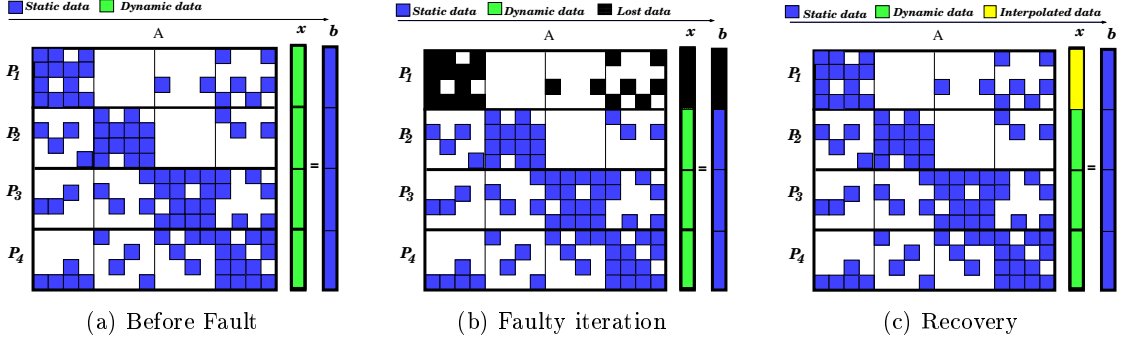 Static data Dynamic data
A x b
P1
P2
P3
P4
=
(a) Before Fault
Static data Dynamic data Lost data
A x b
P1
P2
P3
P4
=
(b) Faulty iteration
Static data Dynamic data Interpolated data
A x b
P1
P2
P3
P4
=
(c) Recovery